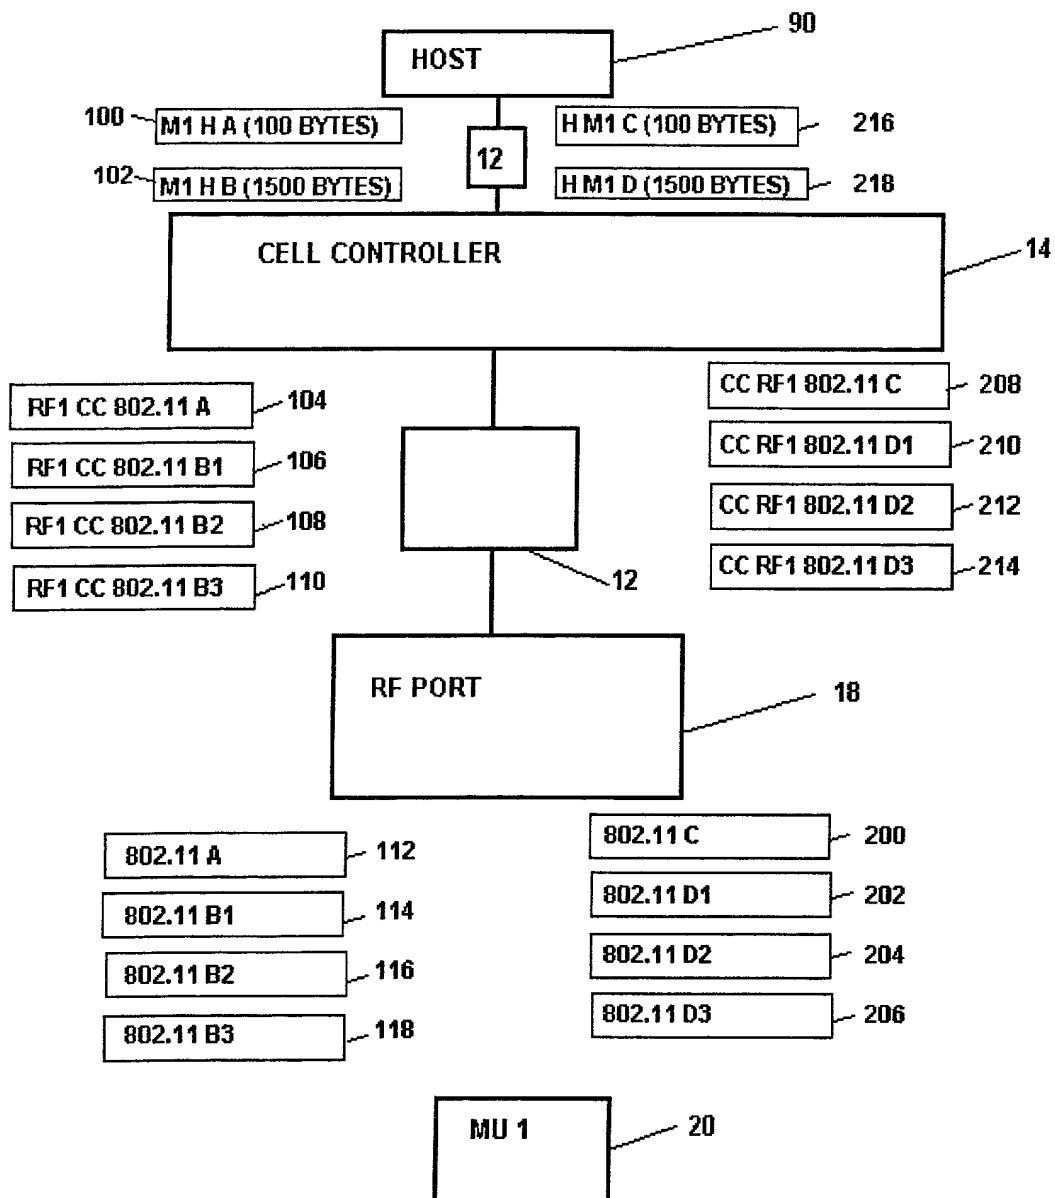 90
HOST
100
M1 H A (100 BYTES)
H M1 C (100 BYTES)
216
12
102
M1 H B (1500 BYTES)
H M1 D (1500 BYTES)
218
CELL CONTROLLER
14
RF1 CC 802.11 A
104
CC RF1 802.11 C
208
RF1 CC 802.11 B1
106
CC RF1 802.11 D1
210
RF1 CC 802.11 B2
108
CC RF1 802.11 D2
212
RF1 CC 802.11 B3
110
12
CC RF1 802.11 D3
214
RF PORT
18
802.11 A
112
802.11 C
200
802.11 B1
114
802.11 D1
202
802.11 B2
116
802.11 D2
204
802.11 B3
118
802.11 D3
206
MU 1
20